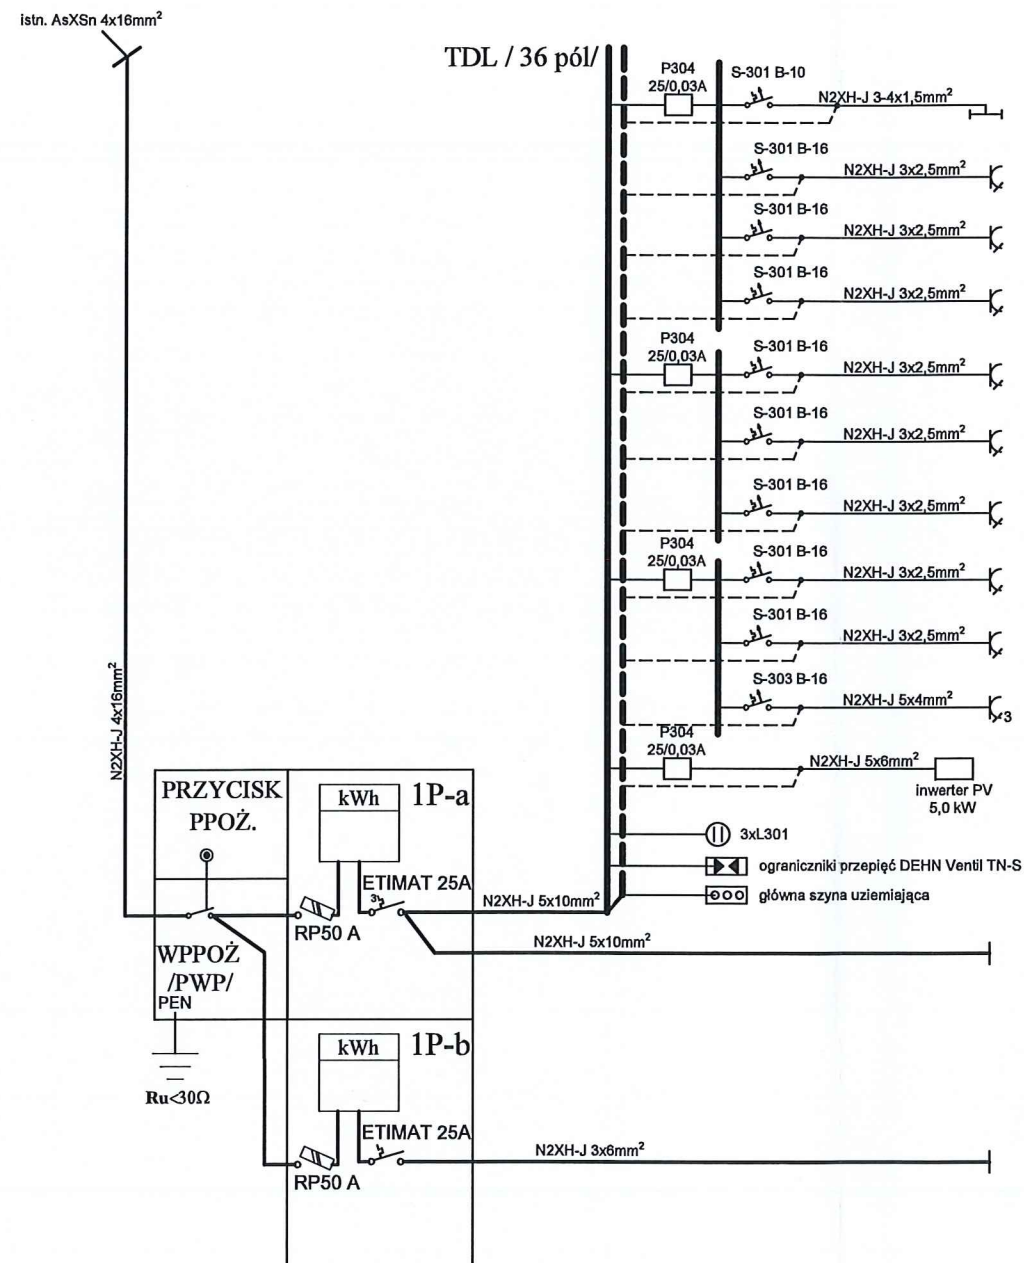 istn. AsXSn 4x16mm²
TDL / 36 pól/
P304
25/0,03A
S-301 B-10
N2XH-J 3-4x1,5mm²
S-301 B-16
N2XH-J 3x2,5mm²
S-301 B-16
N2XH-J 3x2,5mm²
S-301 B-16
N2XH-J 3x2,5mm²
P304
25/0,03A
S-301 B-16
N2XH-J 3x2,5mm²
S-301 B-16
N2XH-J 3x2,5mm²
S-301 B-16
N2XH-J 3x2,5mm²
P304
25/0,03A
S-301 B-16
N2XH-J 3x2,5mm²
S-301 B-16
N2XH-J 3x2,5mm²
S-303 B-16
N2XH-J 5x4mm²
3
P304
25/0,03A
N2XH-J 5x6mm²
inwerter PV
5,0 kW
3xL301
ograniczniki przepięć DEHN Ventil TN-S
główna szyna uziemiająca
N2XH-J 4x16mm²
PRZYCISK
PPOŻ.
kWh
1P-a
ETIMAT 25A
3
RP50 A
N2XH-J 5x10mm²
N2XH-J 5x10mm²
WPPOŻ
/PWP/
PEN
Ru<30Ω
kWh
1P-b
ETIMAT 25A
RP50 A
N2XH-J 3x6mm²